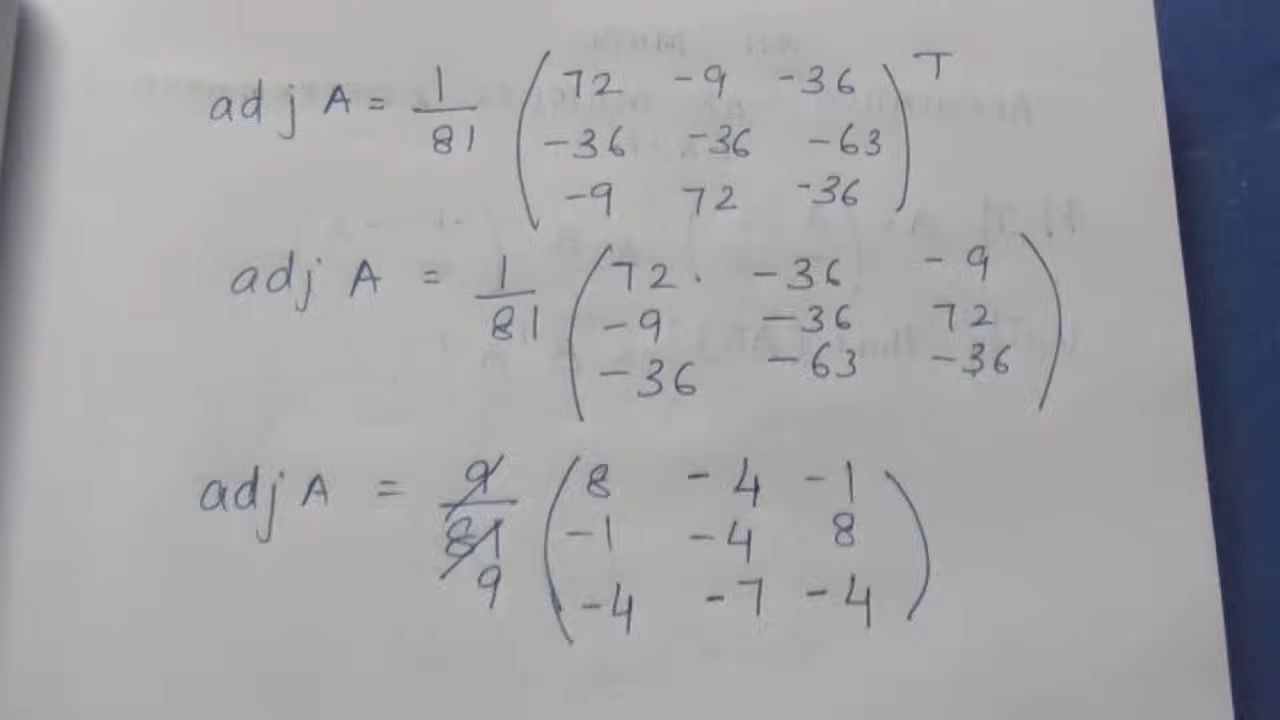 adj A = 1/81 ( 72 -9 -36 ) T
-36 -36 -63
-9 72 -36
adj A = 1/81 ( 72. -36 -9 )
-9 -36 72
-36 -63 -36
adj A = 9/81 9 ( 8 -4 -1 )
-1 -4 8
-4 -7 -4